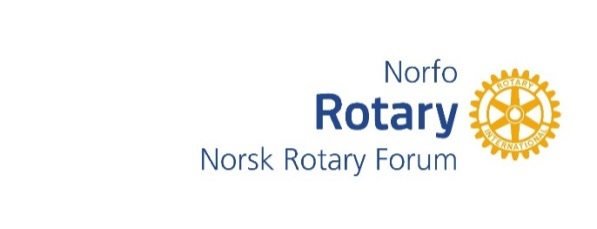 Norfo
Rotary
Norsk Rotary Forum
ROTARY
INTERNATIONAL